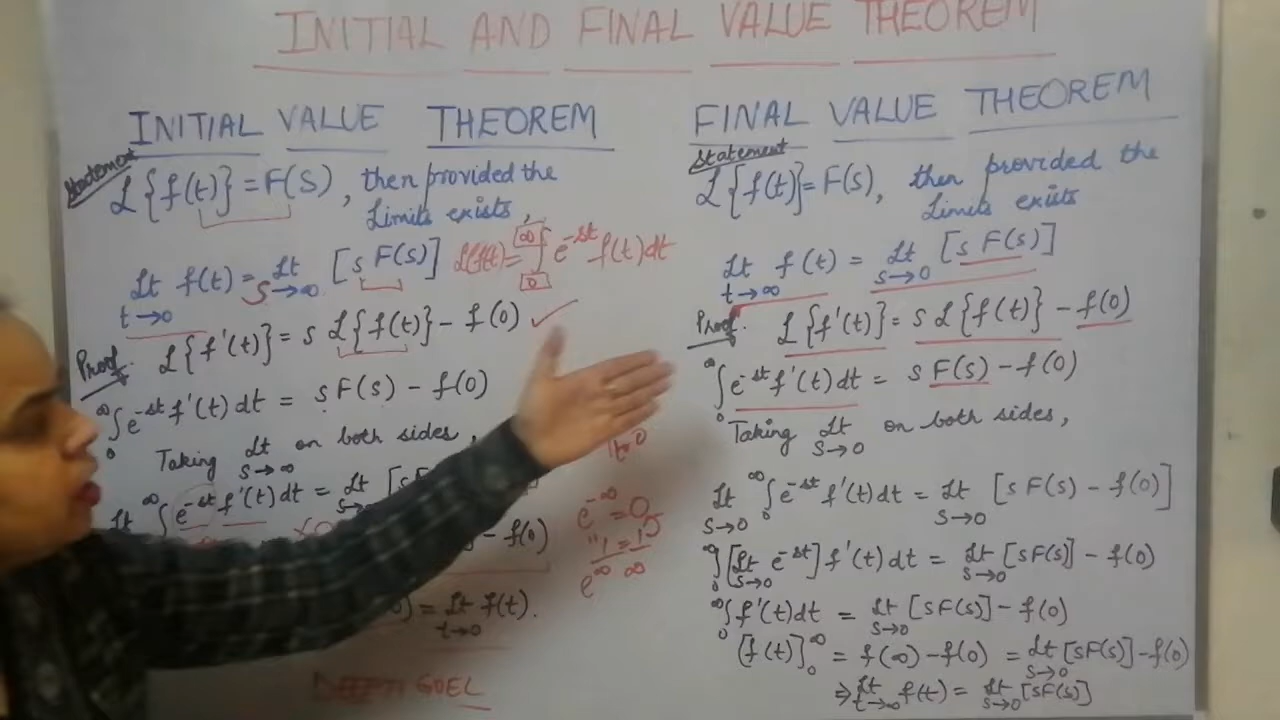 INITIAL AND FINAL VALUE THEOREM
INITIAL VALUE THEOREM
Statement
L{f(t)} = F(S), then provided the
Limits exists,
Lt t→0 f(t) = Lt S→∞ [s F(s)]
L(f(t)) = ∫₀^∞ e^-st f(t) dt
Proof. L{f'(t)} = s L{f(t)} - f(0) ✓
∫₀^∞ e^-st f'(t) dt = s F(s) - f(0)
Taking Lt s→∞ on both sides,
Lt ∫^∞ e^-st f'(t) dt = Lt s→∞ [s
- f(0)
= Lt t→0 f(t).
GOEL
t→0
e^-∞ = 0
" 1/e^∞ = 1/∞
FINAL VALUE THEOREM
Statement
L{f(t)} = F(s), then provided the
Limits exists
Lt t→∞ f(t) = Lt s→0 [s F(s)]
Proof. L{f'(t)} = s L{f(t)} - f(0)
∫₀^∞ e^-st f'(t) dt = s F(s) - f(0)
Taking Lt S→0 on both sides,
Lt S→0 ∫₀^∞ e^-st f'(t) dt = Lt S→0 [s F(s) - f(0)]
∫₀^∞ [Lt S→0 e^-st] f'(t) dt = Lt s→0 [sF(s)] - f(0)
∫₀^∞ f'(t) dt = Lt s→0 [sF(s)] - f(0)
[f(t)]₀^∞ = f(∞) - f(0) = Lt s→0 [sF(s)] - f(0)
⇒ Lt t→∞ f(t) = Lt s→0 [sF(s)]